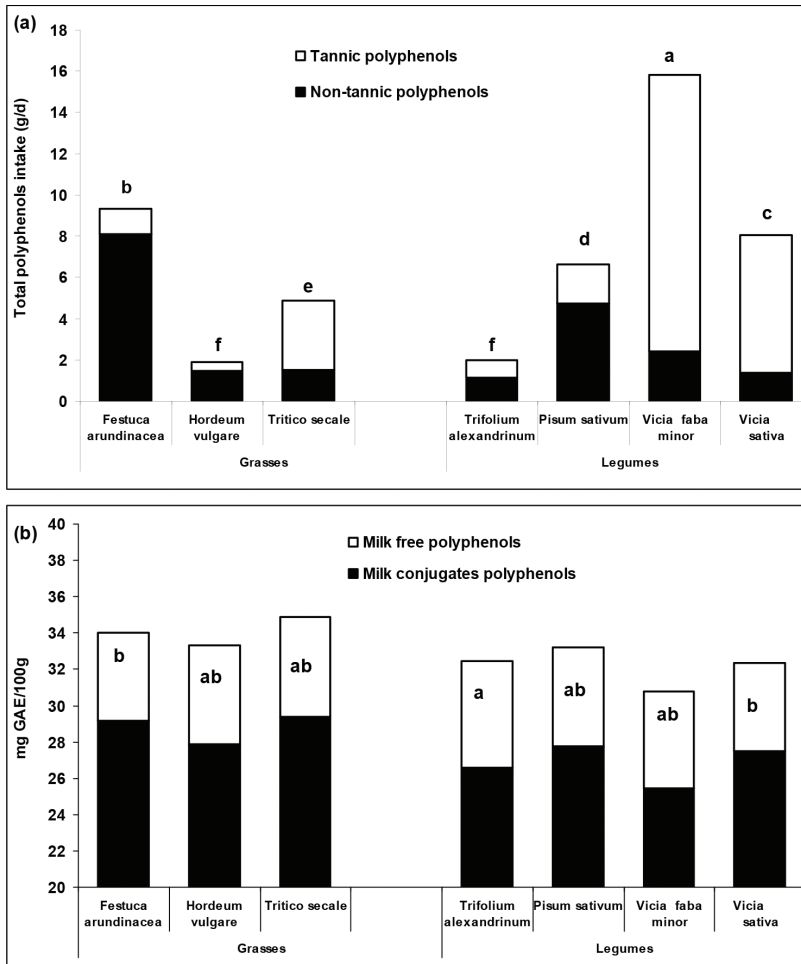 (a)
Tannic polyphenols
Non-tannic polyphenols
Total polyphenols intake (g/d)
18
16
14
12
10
8
6
4
2
0
b
f
e
f
d
a
c
Festuca arundinacea
Hordeum vulgare
Tritico secale
Trifolium alexandrinum
Pisum sativum
Vicia faba minor
Vicia sativa
Grasses
Legumes
(b)
Milk free polyphenols
Milk conjugates polyphenols
mg GAE/100g
40
38
36
34
32
30
28
26
24
22
20
b
ab
ab
a
ab
ab
b
Festuca arundinacea
Hordeum vulgare
Tritico secale
Trifolium alexandrinum
Pisum sativum
Vicia faba minor
Vicia sativa
Grasses
Legumes